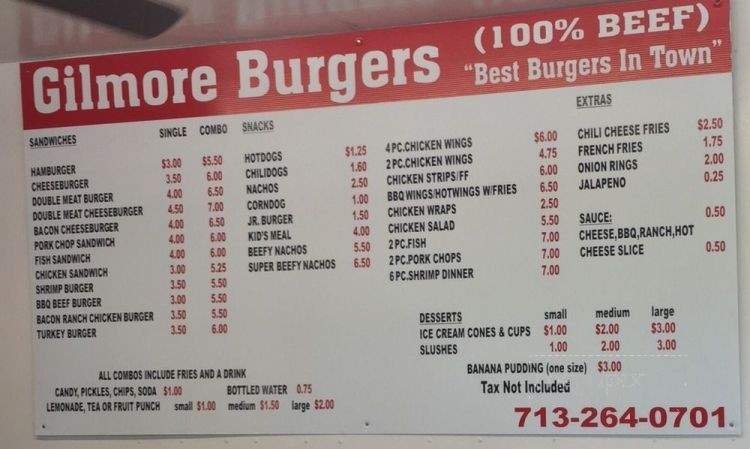 Gilmore Burgers (100% BEEF)
"Best Burgers In Town"
SANDWICHES SINGLE COMBO
HAMBURGER $3.00 $5.50
CHEESEBURGER 3.50 6.00
DOUBLE MEAT BURGER 4.00 6.50
DOUBLE MEAT CHEESEBURGER 4.50 7.00
BACON CHEESEBURGER 4.00 6.50
PORK CHOP SANDWICH 4.00 6.00
FISH SANDWICH 4.00 6.00
CHICKEN SANDWICH 3.00 5.25
SHRIMP BURGER 3.50 5.50
BBQ BEEF BURGER 3.00 5.50
BACON RANCH CHICKEN BURGER 3.50 5.50
TURKEY BURGER 3.50 6.00
SNACKS
HOTDOGS $1.25
CHILIDOGS 1.60
NACHOS 2.50
CORNDOG 1.00
JR. BURGER 1.50
KID'S MEAL 4.00
BEEFY NACHOS 5.50
SUPER BEEFY NACHOS 6.50
4 PC.CHICKEN WINGS $6.00
2 PC.CHICKEN WINGS 4.75
CHICKEN STRIPS/FF 6.00
BBQ WINGS/HOTWINGS W/FRIES 6.50
CHICKEN WRAPS 2.50
CHICKEN SALAD 5.50
2 PC.FISH 7.00
2 PC.PORK CHOPS 7.00
6 PC.SHRIMP DINNER 7.00
EXTRAS
CHILI CHEESE FRIES $2.50
FRENCH FRIES 1.75
ONION RINGS 2.00
JALAPENO 0.25
SAUCE: 0.50
CHEESE,BBQ,RANCH,HOT
CHEESE SLICE 0.50
DESSERTS small medium large
ICE CREAM CONES & CUPS $1.00 $2.00 $3.00
SLUSHES 1.00 2.00 3.00
BANANA PUDDING (one size) $3.00
Tax Not Included
ALL COMBOS INCLUDE FRIES AND A DRINK
CANDY, PICKLES, CHIPS, SODA $1.00 BOTTLED WATER 0.75
LEMONADE, TEA OR FRUIT PUNCH small $1.00 medium $1.50 large $2.00
713-264-0701